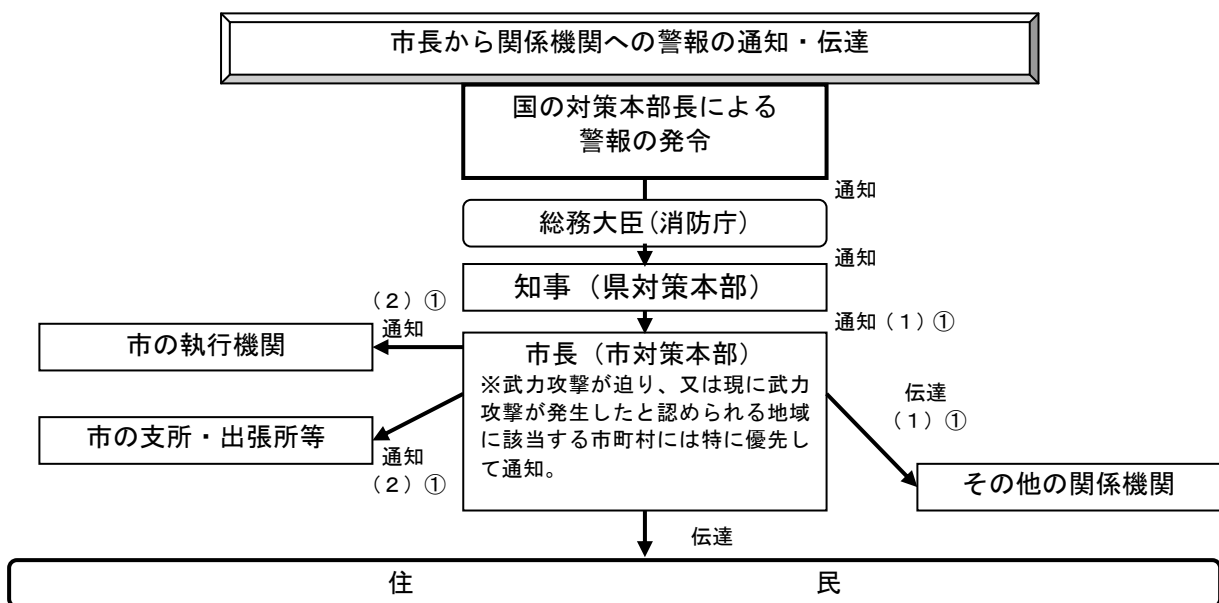 市長から関係機関への警報の通知・伝達
国の対策本部長による
警報の発令
通知
総務大臣(消防庁)
通知
知事（県対策本部）
（２）①
通知
通知（１）①
市の執行機関
市長（市対策本部）
※武力攻撃が迫り、又は現に武力
攻撃が発生したと認められる地域
に該当する市町村には特に優先し
て通知。
伝達
（１）①
市の支所・出張所等
通知
（２）①
その他の関係機関
伝達
住　　　　　　　　民